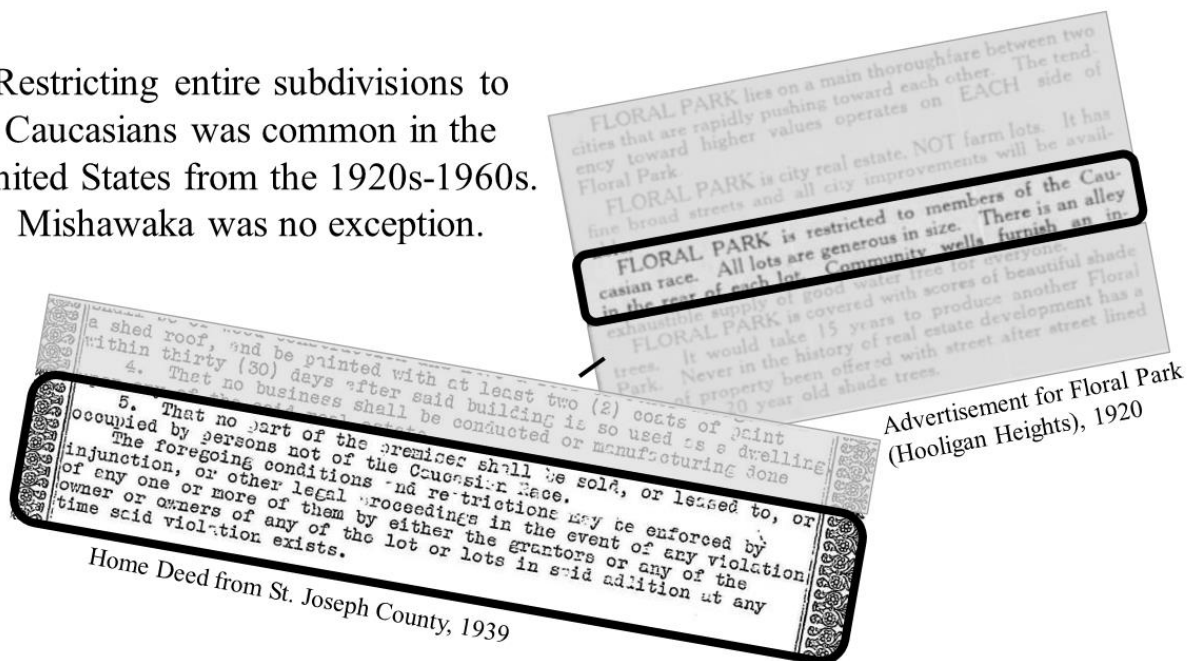 Restricting entire subdivisions to
Caucasians was common in the
United States from the 1920s-1960s.
Mishawaka was no exception.
FLORAL PARK lies on a main thoroughfare between two
cities that are rapidly pushing toward each other. The tend-
ency toward higher values operates on EACH side of
Floral Park.
FLORAL PARK is city real estate, NOT farm lots. It has
fine broad streets and all city improvements will be avail-
FLORAL PARK is restricted to members of the Cau-
casian race. All lots are generous in size. There is an alley
in the rear of each lot. Community wells furnish an in-
exhaustible supply of good water free for everyone.
FLORAL PARK is covered with scores of beautiful shade
trees. It would take 15 years to produce another Floral
Park. Never in the history of real estate development has a
of property been offered with street after street lined
year old shade trees.
Advertisement for Floral Park
(Hooligan Heights), 1920
a shed roof, and be painted with at least two (2) coats of paint
within thirty (30) days after said building is so used as a dwelling
4. That no business shall be conducted or manufacturing done
5. That no part of the premises shall be sold, or leased to, or
occupied by persons not of the Caucasian Race.
The foregoing conditions and restrictions may be enforced by
injunction, or other legal proceedings in the event of any violation
of any one or more of them by either the grantors or any of the
owner or owners of any of the lot or lots in said addition at any
time said violation exists.
Home Deed from St. Joseph County, 1939